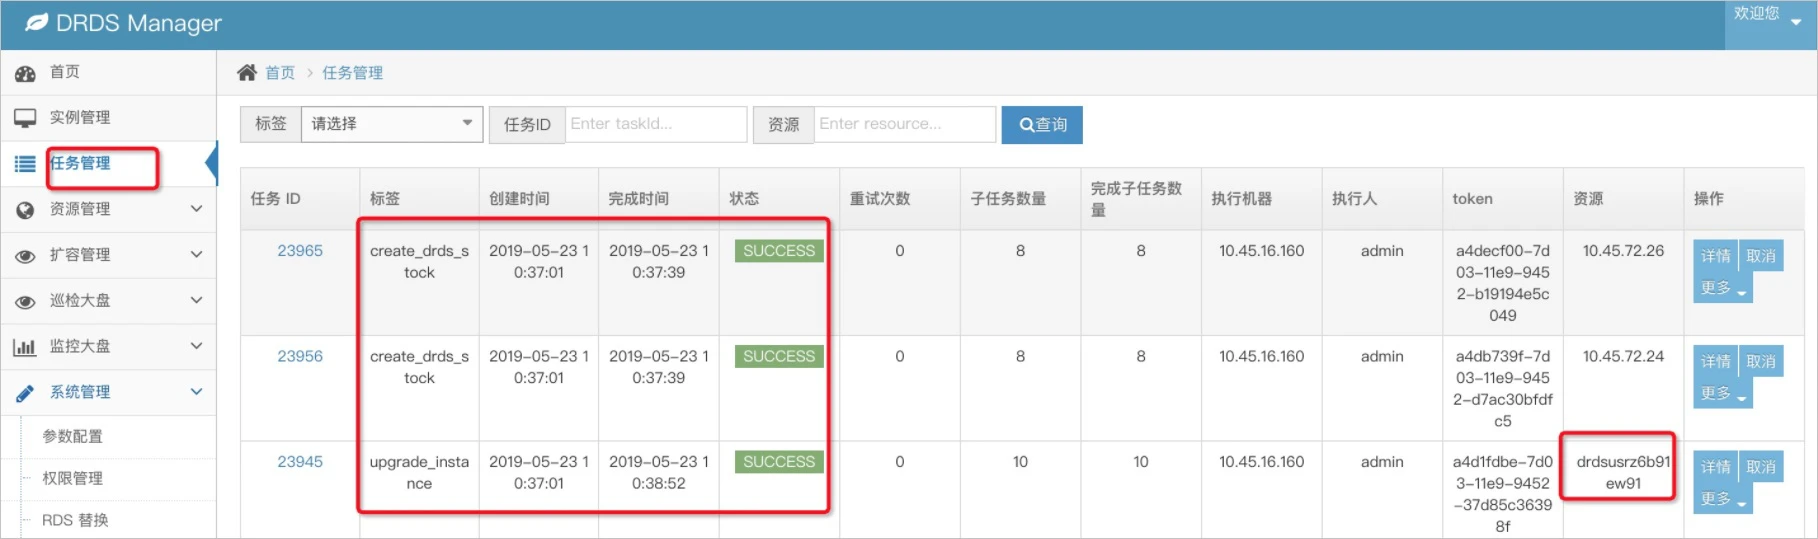 DRDS Manager
欢迎您
首页
实例管理
任务管理
资源管理
扩容管理
巡检大盘
监控大盘
系统管理
参数配置
权限管理
RDS 替换
首页 > 任务管理
标签 请选择 任务ID Enter taskId... 资源 Enter resource... 查询
任务 ID 标签 创建时间 完成时间 状态 重试次数 子任务数量 完成子任务数 执行机器 执行人 token 资源 操作
量
23965 create_drds_s 2019-05-23 1 2019-05-23 1 SUCCESS 0 8 8 10.45.16.160 admin a4decf00-7d 10.45.72.26 详情 取消
tock 0:37:01 0:37:39 03-11e9-945 更多
2-b19194e5c
049
23956 create_drds_s 2019-05-23 1 2019-05-23 1 SUCCESS 0 8 8 10.45.16.160 admin a4db739f-7d 10.45.72.24 详情 取消
tock 0:37:01 0:37:39 03-11e9-945 更多
2-d7ac30bfdf
c5
23945 upgrade_insta 2019-05-23 1 2019-05-23 1 SUCCESS 0 10 10 10.45.16.160 admin a4d1fdbe-7d0 drdsusrz6b91 详情 取消
nce 0:37:01 0:38:52 3-11e9-9452 ew91 更多
-37d85c3639
8f